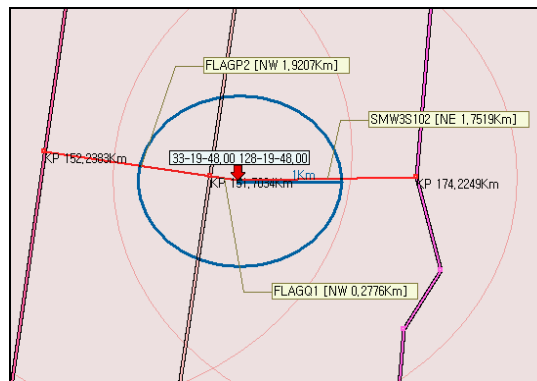 FLAGP2 [NW 1,9207Km]
SMW3S102 [NE 1,7519Km]
33-19-48,00 128-19-48,00
KP 152,2383Km
1Km
KP 174,2249Km
FLAGQ1 [NW 0,2776Km]